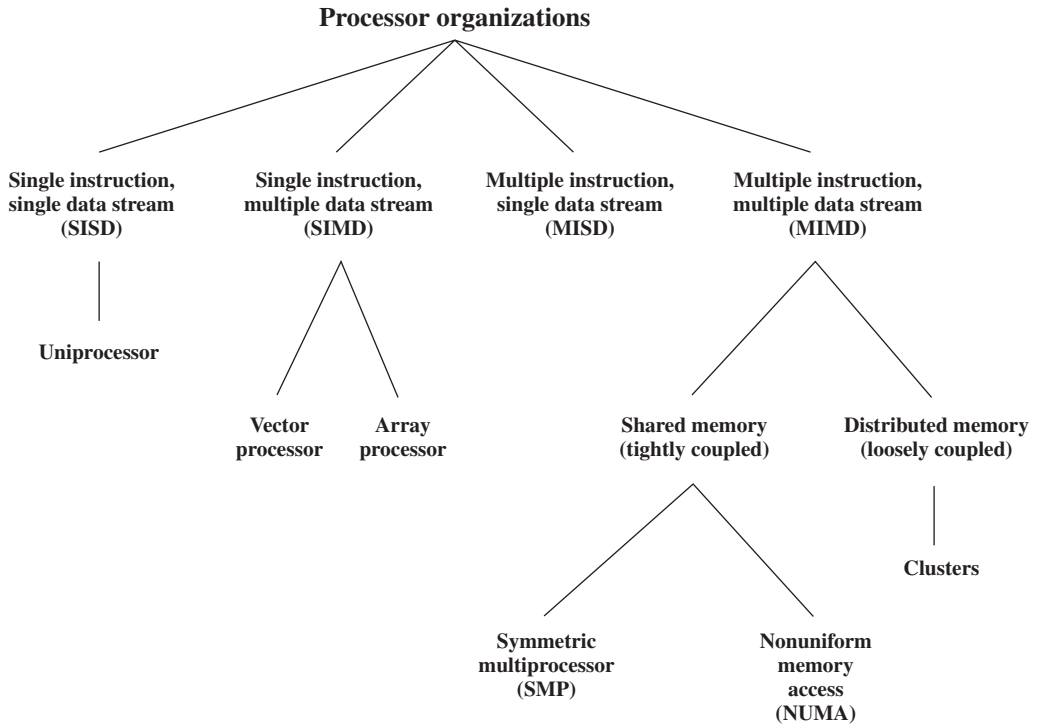 Processor organizations
Single instruction,
single data stream
(SISD)
Single instruction,
multiple data stream
(SIMD)
Multiple instruction,
single data stream
(MISD)
Multiple instruction,
multiple data stream
(MIMD)
Uniprocessor
Vector
processor
Array
processor
Shared memory
(tightly coupled)
Distributed memory
(loosely coupled)
Clusters
Symmetric
multiprocessor
(SMP)
Nonuniform
memory
access
(NUMA)